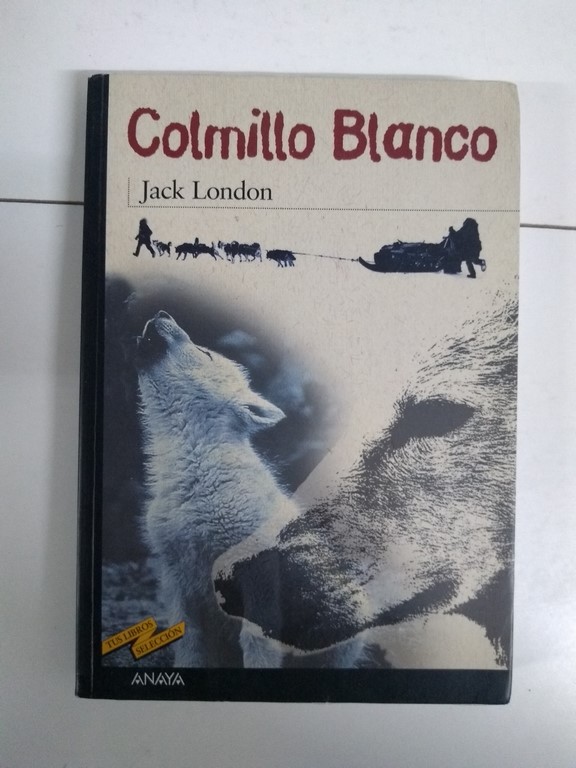 Colmillo Blanco
Jack London
TUS LIBROS
SELECCIÓN
ANAYA